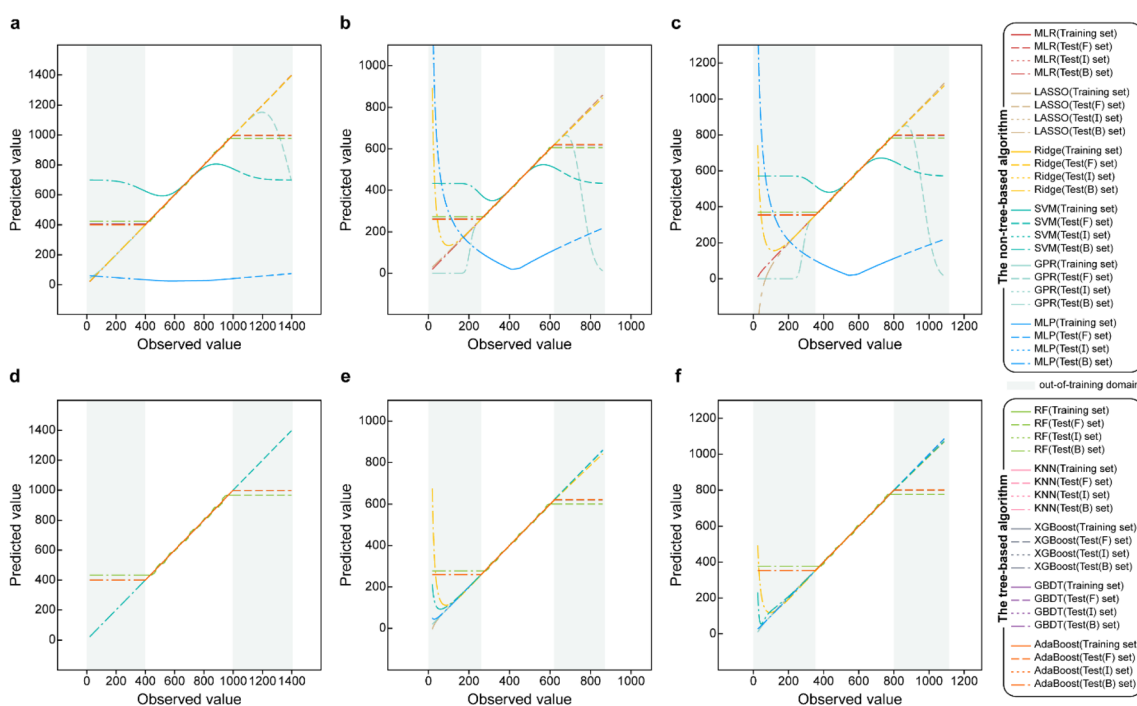 a
b
c
1400
1200
1000
800
600
400
200
0
Predicted value
0 200 400 600 800 1000 1200 1400
Observed value
1000
800
600
400
200
0
Predicted value
0 200 400 600 800 1000
Observed value
1200
1000
800
600
400
200
0
Predicted value
0 200 400 600 800 1000 1200
Observed value
d
e
f
1400
1200
1000
800
600
400
200
0
Predicted value
0 200 400 600 800 1000 1200 1400
Observed value
1000
800
600
400
200
0
Predicted value
0 200 400 600 800 1000
Observed value
1200
1000
800
600
400
200
0
Predicted value
0 200 400 600 800 1000 1200
Observed value
The non-tree-based algorithm
MLR(Training set)
MLR(Test(F) set)
MLR(Test(I) set)
MLR(Test(B) set)
LASSO(Training set)
LASSO(Test(F) set)
LASSO(Test(I) set)
LASSO(Test(B) set)
Ridge(Training set)
Ridge(Test(F) set)
Ridge(Test(I) set)
Ridge(Test(B) set)
SVM(Training set)
SVM(Test(F) set)
SVM(Test(I) set)
SVM(Test(B) set)
GPR(Training set)
GPR(Test(F) set)
GPR(Test(I) set)
GPR(Test(B) set)
MLP(Training set)
MLP(Test(F) set)
MLP(Test(I) set)
MLP(Test(B) set)
out-of-training domain
The tree-based algorithm
RF(Training set)
RF(Test(F) set)
RF(Test(I) set)
RF(Test(B) set)
KNN(Training set)
KNN(Test(F) set)
KNN(Test(I) set)
KNN(Test(B) set)
XGBoost(Training set)
XGBoost(Test(F) set)
XGBoost(Test(I) set)
XGBoost(Test(B) set)
GBDT(Training set)
GBDT(Test(F) set)
GBDT(Test(I) set)
GBDT(Test(B) set)
AdaBoost(Training set)
AdaBoost(Test(F) set)
AdaBoost(Test(I) set)
AdaBoost(Test(B) set)